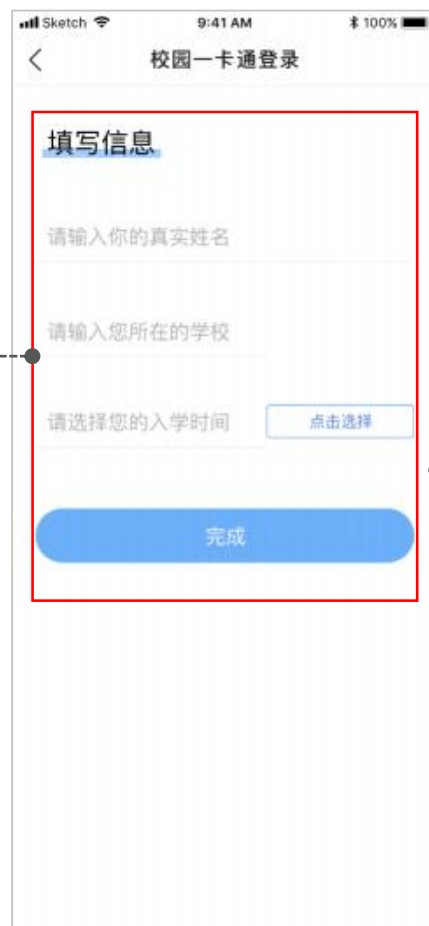 Sketch 9:41 AM 100%
校园一卡通登录
填写信息
请输入你的真实姓名
请输入您所在的学校
请选择您的入学时间 点击选择
完成